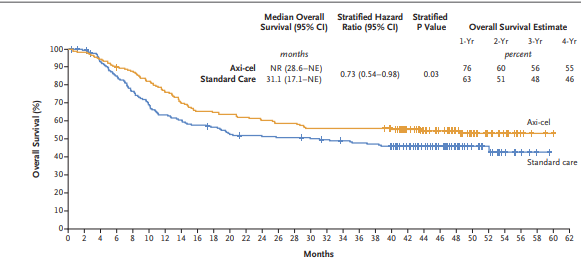 Median Overall Survival (95% CI) Stratified Hazard Ratio (95% CI) Stratified P Value Overall Survival Estimate
1-Yr 2-Yr 3-Yr 4-Yr
months percent
Axi-cel NR (28.6–NE) 76 60 56 55
0.73 (0.54–0.98) 0.03
Standard Care 31.1 (17.1–NE) 63 51 48 46
Overall Survival (%)
100
90
80
70
60
50
40
30
20
10
0
Axi-cel
Standard care
0 2 4 6 8 10 12 14 16 18 20 22 24 26 28 30 32 34 36 38 40 42 44 46 48 50 52 54 56 58 60 62
Months